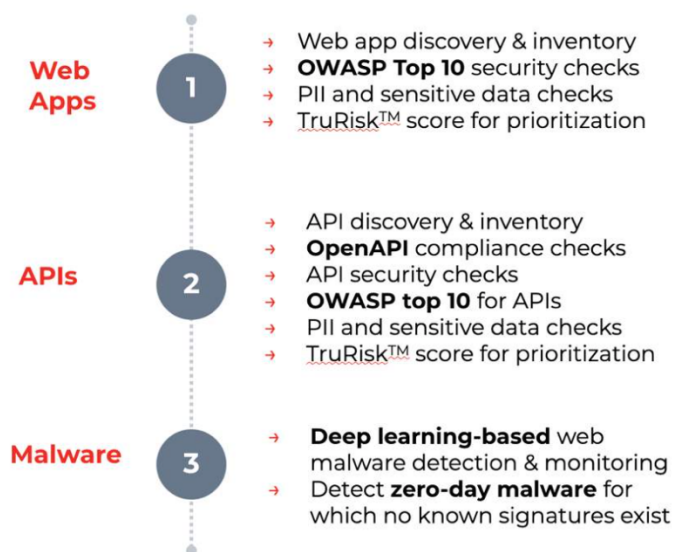 Web
Apps
1
→ Web app discovery & inventory
→ OWASP Top 10 security checks
→ PII and sensitive data checks
→ TruRisk™ score for prioritization
APIs
2
→ API discovery & inventory
→ OpenAPI compliance checks
→ API security checks
→ OWASP top 10 for APIs
→ PII and sensitive data checks
→ TruRisk™ score for prioritization
Malware
3
→ Deep learning-based web
malware detection & monitoring
→ Detect zero-day malware for
which no known signatures exist